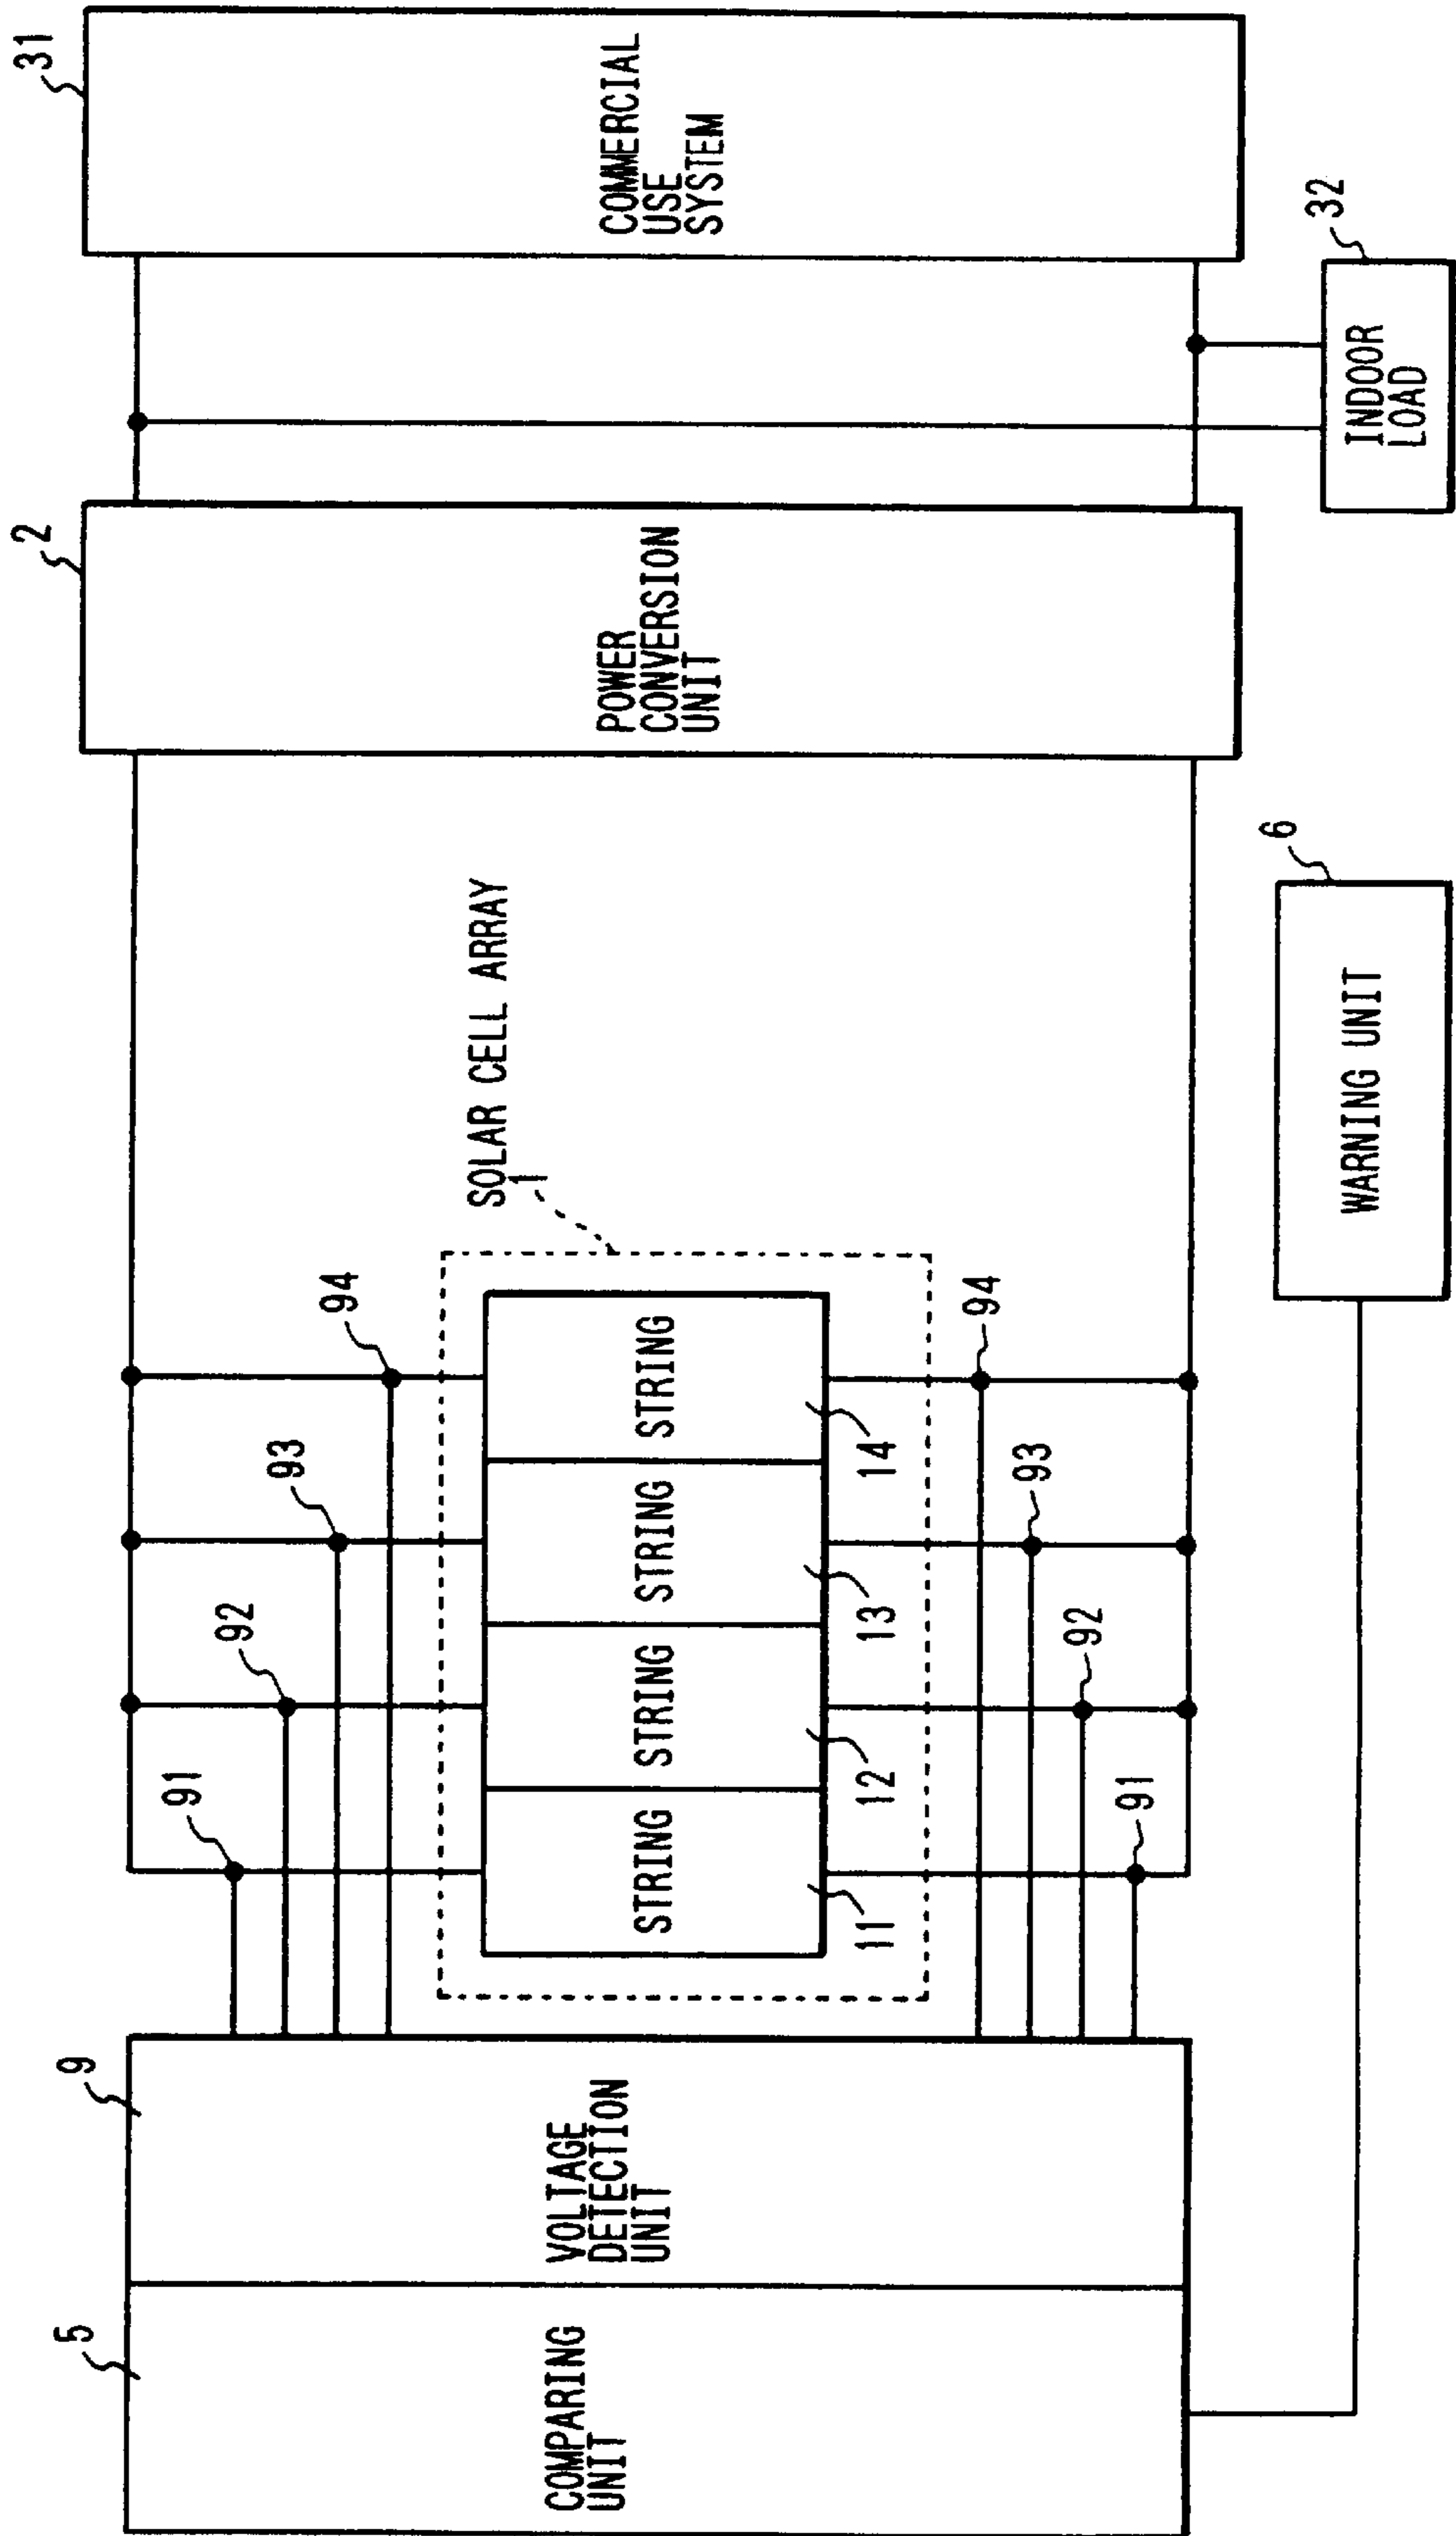 5
COMPARING
UNIT
9
VOLTAGE
DETECTION
UNIT
91
92
93
94
STRING
STRING
STRING
STRING
11
12
13
14
91
92
93
94
SOLAR CELL ARRAY
1
2
POWER
CONVERSION
UNIT
31
COMMERCIAL
USE
SYSTEM
6
WARNING UNIT
32
INDOOR
LOAD